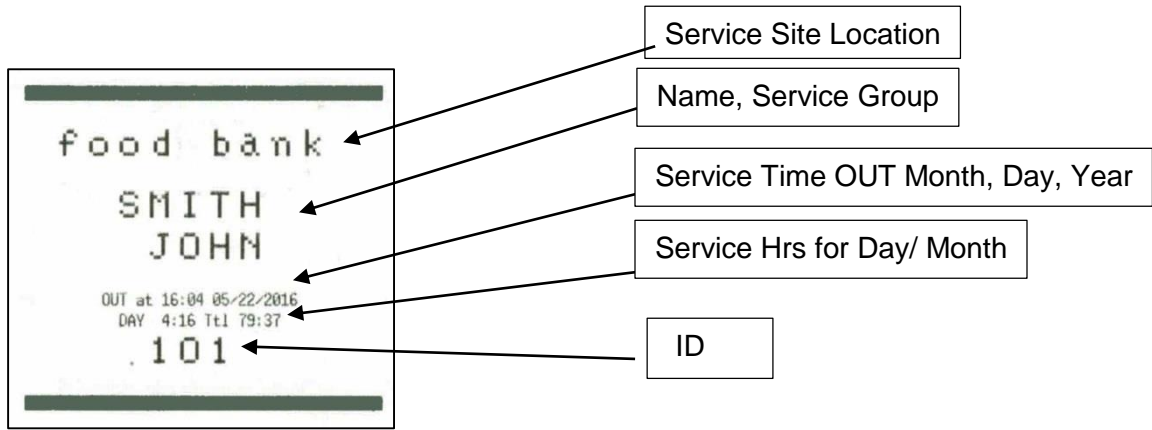 Service Site Location
Name, Service Group
food bank
SMITH
JOHN
Service Time OUT Month, Day, Year
Service Hrs for Day/ Month
OUT at 16:04 05/22/2016
DAY 4:16 Ttl 79:37
101
ID